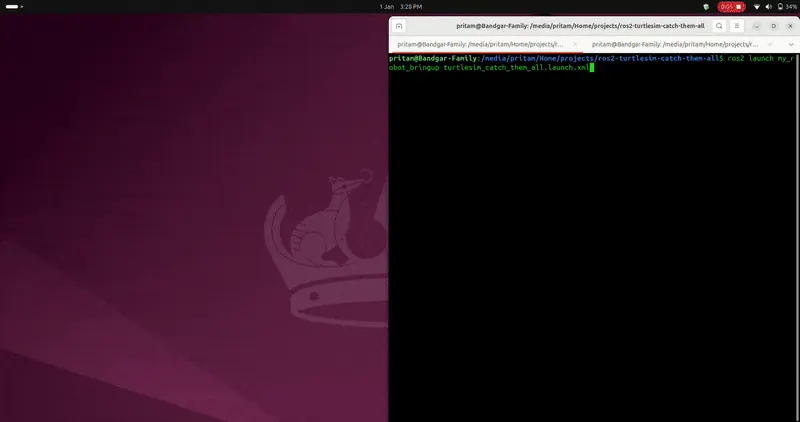 1 Jan 3:28 PM
0:05
34%
pritam@Bandgar-Family: /media/pritam/Home/projects/ros2-turtlesim-catch-them-all
pritam@Bandgar-Family: /media/pritam/Home/projects/r...
pritam@Bandgar-Family: /media/pritam/Home/projects/r...
pritam@Bandgar-Family:/media/pritam/Home/projects/ros2-turtlesim-catch-them-all$ ros2 launch my_r
obot_bringup turtlesim_catch_them_all.launch.xml